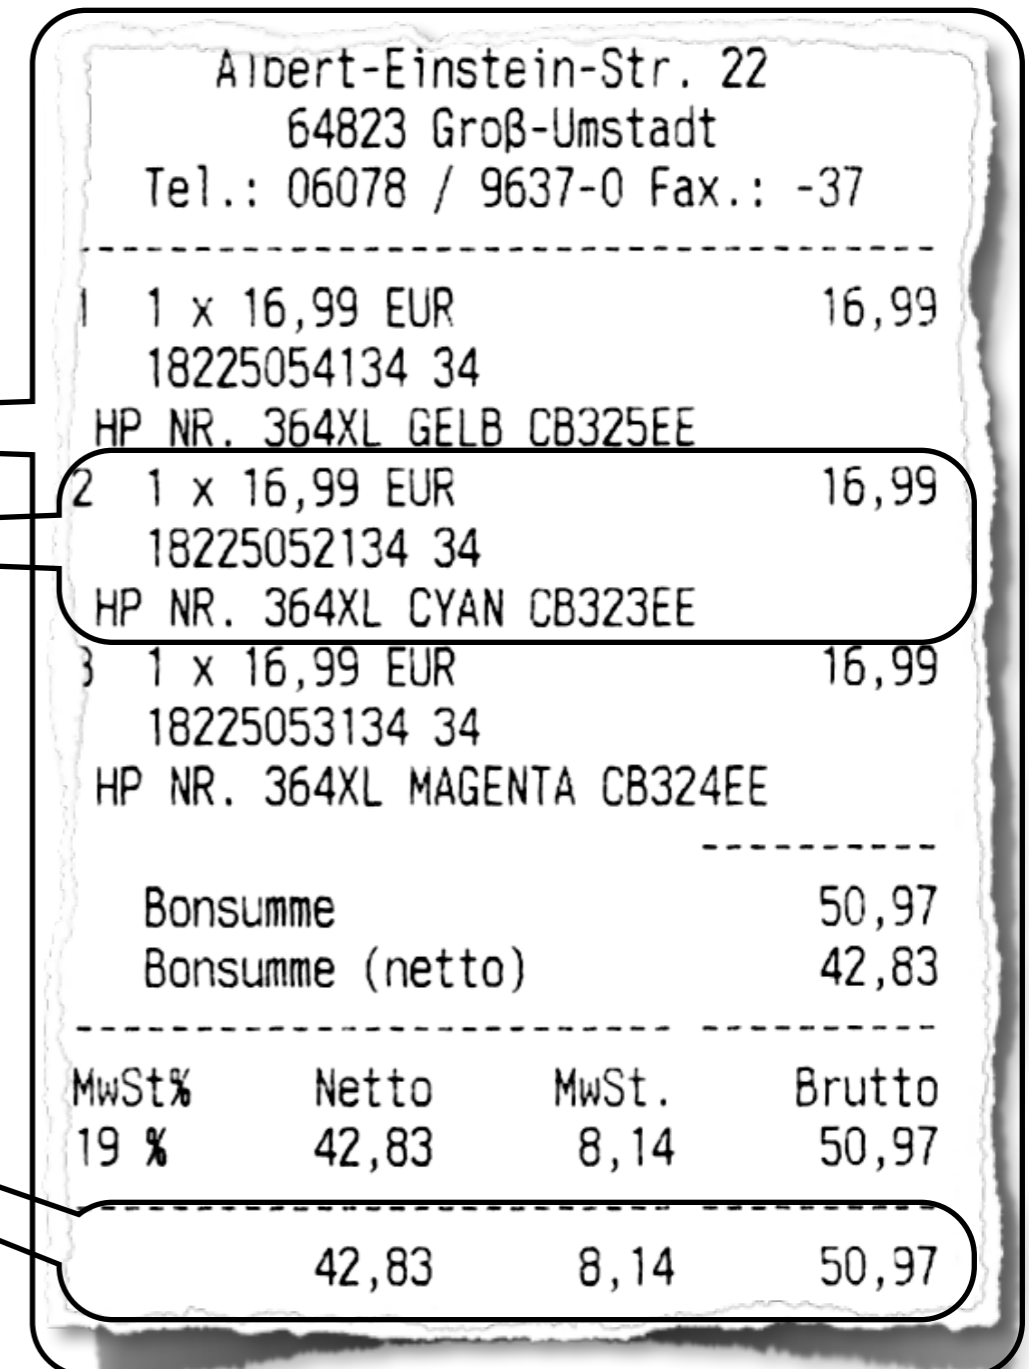 Albert-Einstein-Str. 22
64823 Groß-Umstadt
Tel.: 06078 / 9637-0 Fax.: -37
1 1 x 16,99 EUR 16,99
18225054134 34
HP NR. 364XL GELB CB325EE
2 1 x 16,99 EUR 16,99
18225052134 34
HP NR. 364XL CYAN CB323EE
3 1 x 16,99 EUR 16,99
18225053134 34
HP NR. 364XL MAGENTA CB324EE
Bonsumme 50,97
Bonsumme (netto) 42,83
MwSt% Netto MwSt. Brutto
19 % 42,83 8,14 50,97
42,83 8,14 50,97